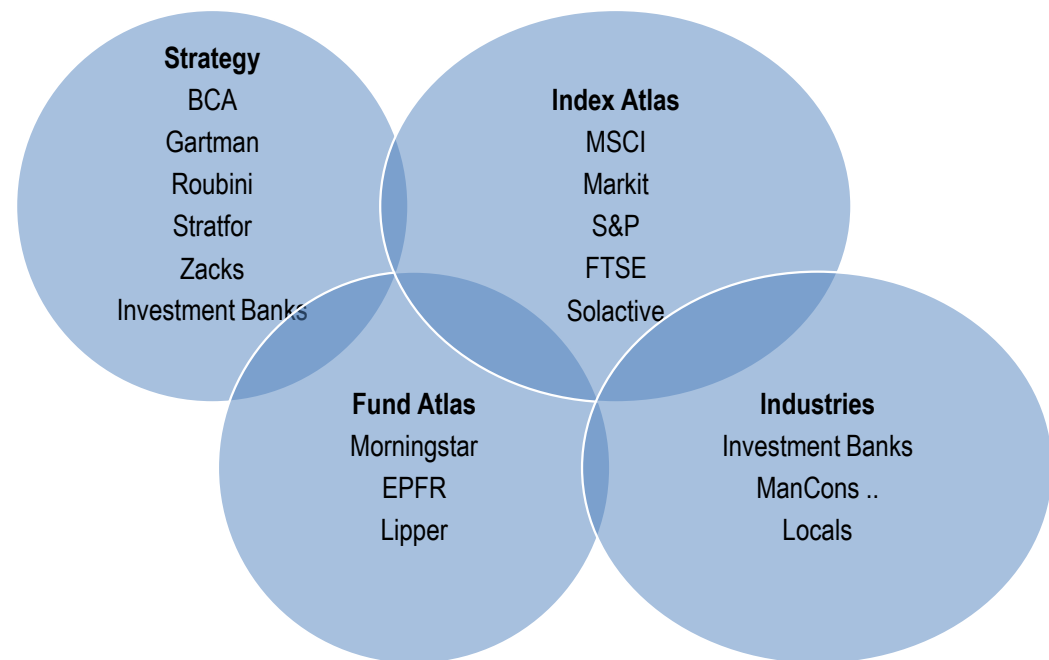 Strategy
BCA
Gartman
Roubini
Stratfor
Zacks
Investment Banks
Index Atlas
MSCI
Markit
S&P
FTSE
Solactive
Fund Atlas
Morningstar
EPFR
Lipper
Industries
Investment Banks
ManCons ..
Locals